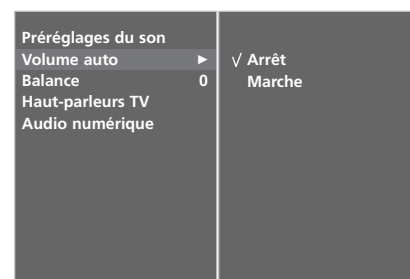 Préréglages du son
Volume auto ►
Balance 0
Haut-parleurs TV
Audio numérique
√ Arrêt
Marche